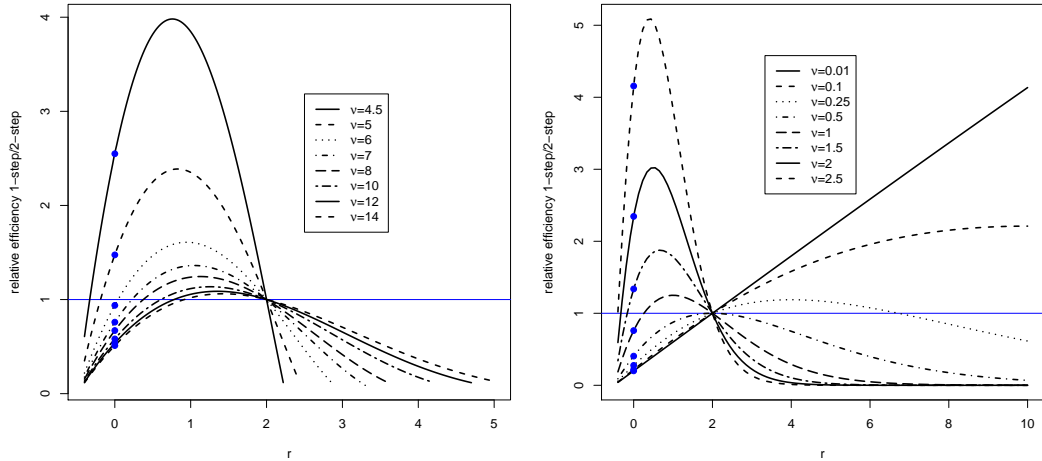 relative efficiency 1−step/2−step
4
3
2
1
0
ν=4.5
ν=5
ν=6
ν=7
ν=8
ν=10
ν=12
ν=14
0 1 2 3 4 5
r
relative efficiency 1−step/2−step
5
4
3
2
1
0
ν=0.01
ν=0.1
ν=0.25
ν=0.5
ν=1
ν=1.5
ν=2
ν=2.5
0 2 4 6 8 10
r